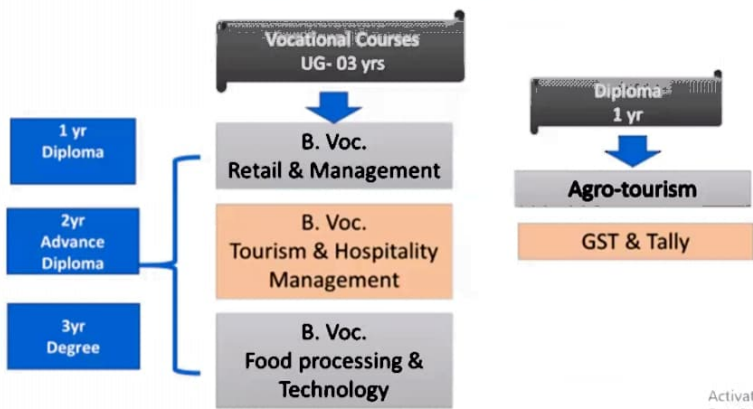 Vocational Courses
UG- 03 yrs
1 yr
Diploma
2yr
Advance
Diploma
3yr
Degree
B. Voc.
Retail & Management
B. Voc.
Tourism & Hospitality
Management
B. Voc.
Food processing &
Technology
Diploma
1 yr
Agro-tourism
GST & Tally
Activat